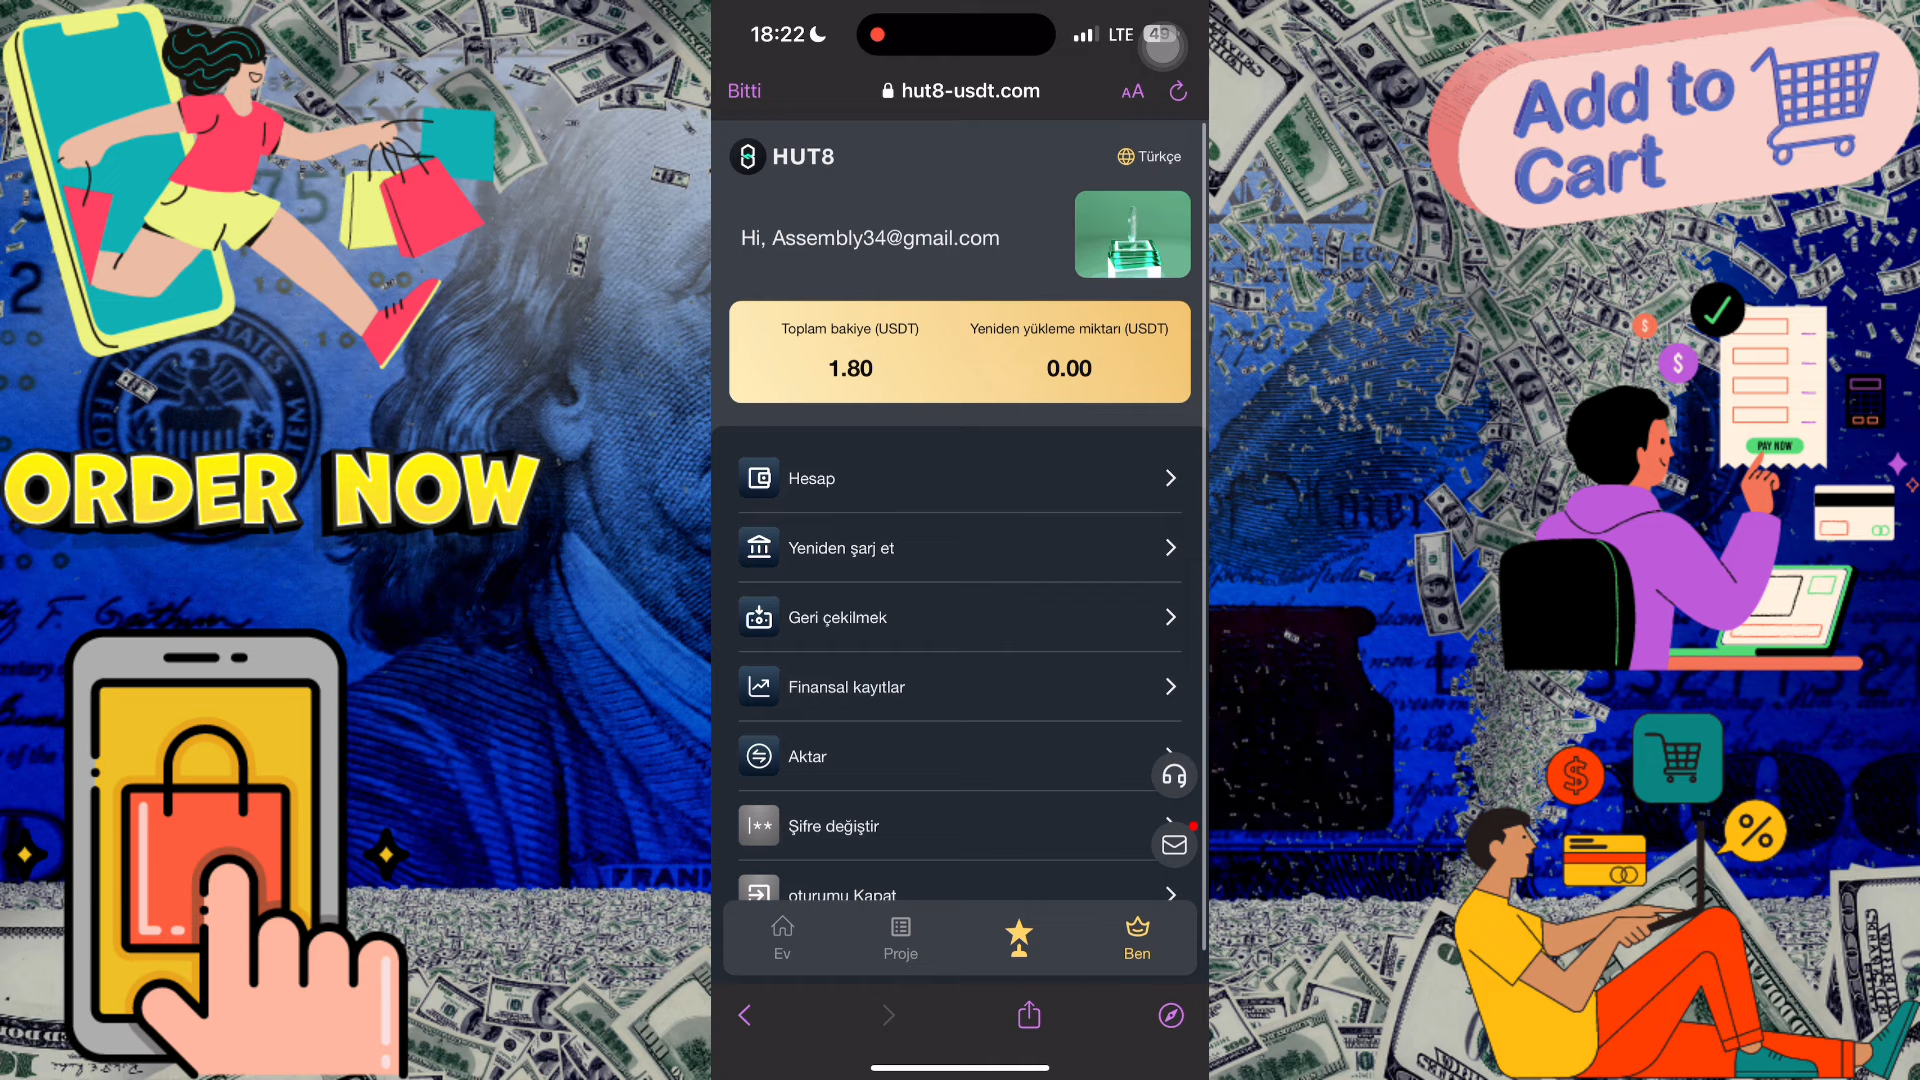 18:22
LTE
49
Bitti
hut8-usdt.com
AA
HUT8
Türkçe
Hi, Assembly34@gmail.com
Toplam bakiye (USDT)
Yeniden yükleme miktarı (USDT)
1.80
0.00
Hesap
Yeniden şarj et
Geri çekilmek
Finansal kayıtlar
Aktar
|**
Şifre değiştir
oturumu Kapat
Ev
Proje
Ben
ORDER NOW
Add to
Cart
$
$
PAY NOW
$
%